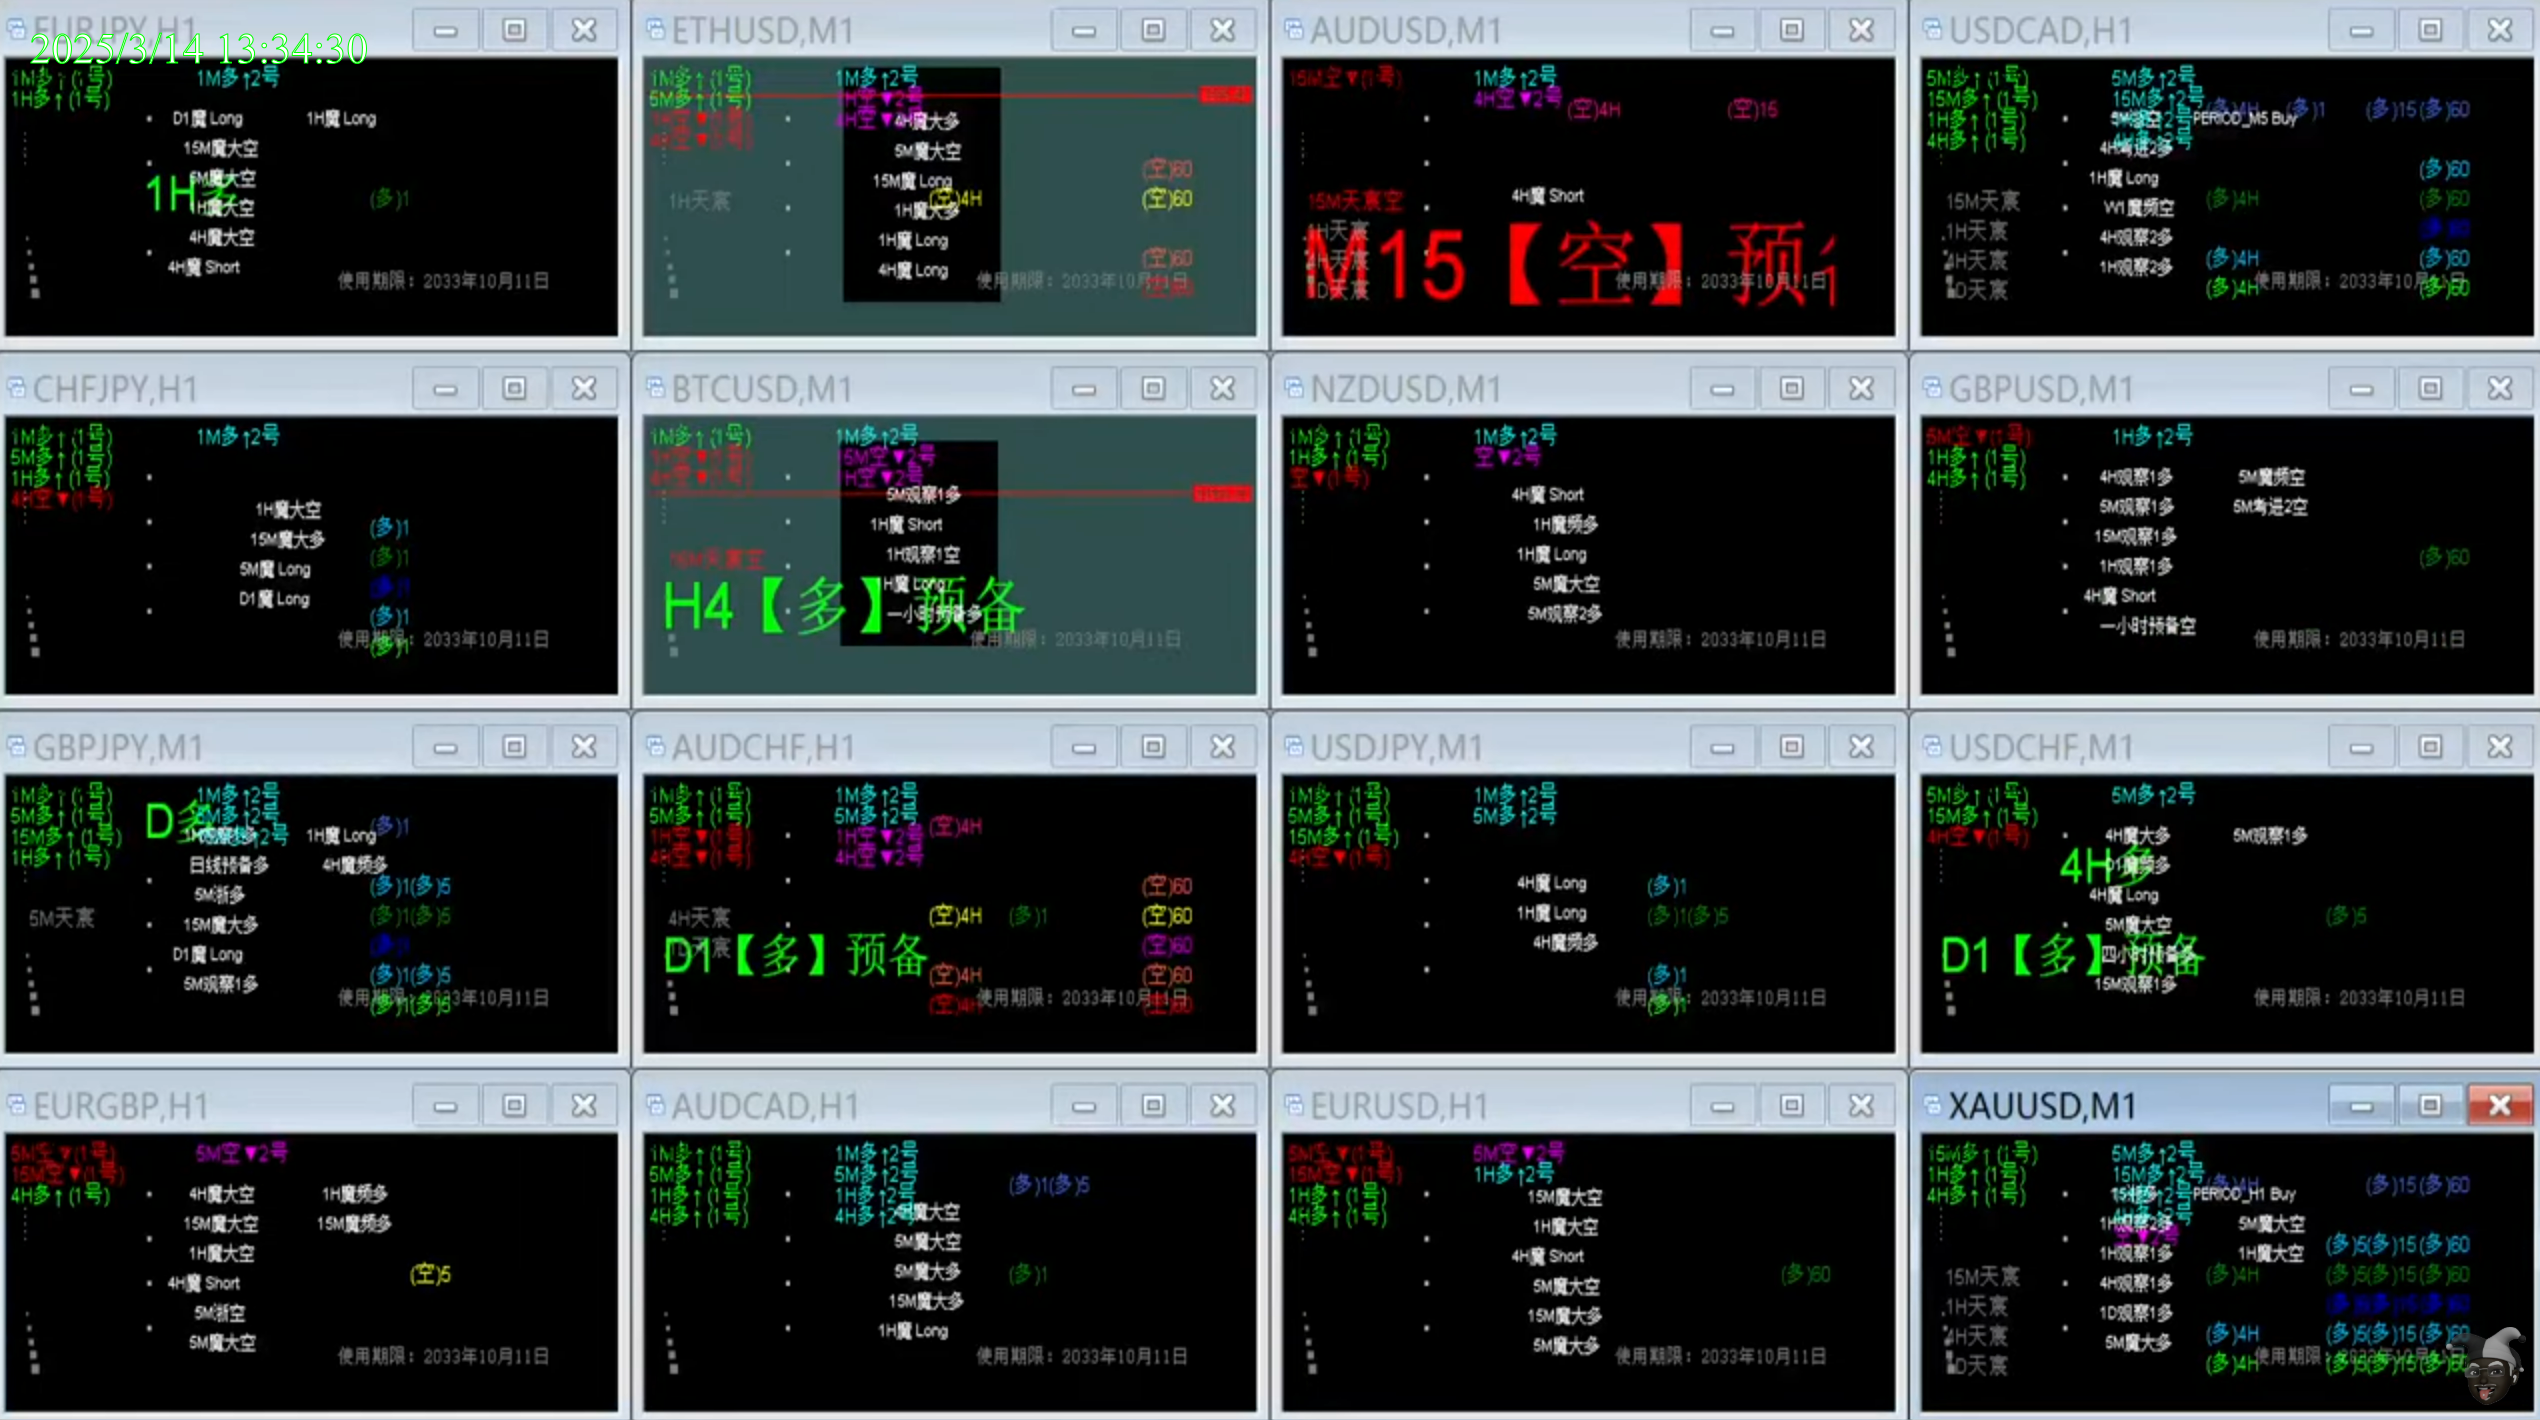 EURJPY,H1
2025/3/14 13:34:30
1M多↑(1号)
1M多↑2号
1H多↑(1号)
D1魔 Long
1H魔 Long
15M魔大空
5M魔大空
1H多
(多)1
1H魔大空
4H魔大空
4H魔 Short
使用期限：2033年10月11日
ETHUSD,M1
1M多↑(1号)
1M多↑2号
5M多↑(1号)
1H空▼2号
1H空▼(1号)
4H空▼2号
4H魔大多
4H空▼(1号)
5M魔大空
(空)60
15M魔 Long
1H天宸
(空)4H
(空)60
1H魔大多
1H魔 Long
(空)60
4H魔 Long
使用期限：2033年10月11日
AUDUSD,M1
15M空▼(1号)
1M多↑2号
4H空▼2号
(空)4H
(空)15
4H魔 Short
15M天宸空
1H天宸
4H天宸
M15【空】预
D天宸
使用期限：2033年10月11日
USDCAD,H1
5M多↑(1号)
5M多↑2号
15M多↑(1号)
15M多↑2号
(多)4H
(多)1
(多)15(多)60
1H多↑(1号)
PERIOD_M5 Buy
4H多↑(1号)
4H考进2多
(多)60
1H魔 Long
15M天宸
W1魔频空
(多)4H
(多)60
1H天宸
4H观察2多
4H天宸
1H观察2多
(多)4H
(多)60
D天宸
(多)4H
(多)60
使用期限：2033年10月11日
CHFJPY,H1
1M多↑(1号)
1M多↑2号
5M多↑(1号)
1H多↑(1号)
4H空▼(1号)
1H魔大空
(多)1
15M魔大多
(多)1
5M魔 Long
(多)1
D1魔 Long
(多)1
(多)1
使用期限：2033年10月11日
BTCUSD,M1
1M多↑(1号)
1M多↑2号
1H空▼(1号)
5M空▼2号
4H空▼(1号)
1H空▼2号
5M观察1多
1H魔 Short
1H观察1空
15M天宸空
H魔 Long
H4【多】预备
一小时预备多
使用期限：2033年10月11日
NZDUSD,M1
1M多↑(1号)
1M多↑2号
1H多↑(1号)
空▼2号
空▼(1号)
4H魔 Short
1H魔频多
1H魔 Long
5M魔大空
5M观察2多
使用期限：2033年10月11日
GBPUSD,M1
5M空▼(1号)
1H多↑2号
1H多↑(1号)
4H多↑(1号)
4H观察1多
5M魔频空
5M观察1多
5M考进2空
15M观察1多
1H观察1多
(多)60
4H魔 Short
一小时预备空
使用期限：2033年10月11日
GBPJPY,M1
1M多↑(1号)
1M多↑2号
5M多↑(1号)
5M多↑2号
D多
(多)1
15M多↑(1号)
1H魔 Long
1H多↑(1号)
日线预备多
4H魔频多
5M渐多
(多)1(多)5
5M天宸
15M魔大多
(多)1(多)5
D1魔 Long
5M观察1多
(多)1(多)5
(多)1(多)5
使用期限：2033年10月11日
AUDCHF,H1
1M多↑(1号)
1M多↑2号
5M多↑(1号)
5M多↑2号
1H空▼(1号)
1H空▼2号
(空)4H
4H空▼(1号)
4H空▼2号
(空)60
4H天宸
(空)4H
(多)1
(空)60
D1【多】预备
(空)60
(空)4H
(空)60
(空)4H
(空)60
使用期限：2033年10月11日
USDJPY,M1
1M多↑(1号)
1M多↑2号
5M多↑(1号)
5M多↑2号
15M多↑(1号)
4H空▼(1号)
4H魔 Long
(多)1
1H魔 Long
(多)1(多)5
4H魔频多
(多)1
(多)1
使用期限：2033年10月11日
USDCHF,M1
5M多↑(1号)
5M多↑2号
15M多↑(1号)
4H空▼(1号)
4H魔大多
5M观察1多
4H多
D1魔频多
4H魔 Long
5M魔大空
(多)5
D1【多】预备
四小时预备多
15M观察1多
使用期限：2033年10月11日
EURGBP,H1
5M空▼(1号)
5M空▼2号
15M空▼(1号)
4H多↑(1号)
4H魔大空
1H魔频多
15M魔大空
15M魔频多
1H魔大空
(空)5
4H魔 Short
5M渐空
5M魔大空
使用期限：2033年10月11日
AUDCAD,H1
1M多↑(1号)
1M多↑2号
5M多↑(1号)
5M多↑2号
(多)1(多)5
1H多↑(1号)
1H多↑2号
4H多↑(1号)
4H多↑2号
魔大空
5M魔大空
5M魔大多
(多)1
15M魔大多
1H魔 Long
使用期限：2033年10月11日
EURUSD,H1
5M空▼(1号)
5M空▼2号
15M空▼(1号)
1H多↑2号
1H多↑(1号)
15M魔大空
4H多↑(1号)
1H魔大空
4H魔 Short
(多)60
5M魔大空
15M魔大多
5M魔大多
使用期限：2033年10月11日
XAUUSD,M1
15M多↑(1号)
5M多↑2号
1H多↑(1号)
15M多↑2号
(多)4H
(多)15(多)60
4H多↑(1号)
PERIOD_H1 Buy
1H观察2多
5M魔大空
空▼2号
1H观察1多
1H魔大空
(多)5(多)15(多)60
15M天宸
4H观察1多
(多)4H
(多)5(多)15(多)60
1H天宸
1D观察1多
4H天宸
5M魔大多
(多)4H
(多)5(多)15(多)60
D天宸
(多)4H
使用期限：